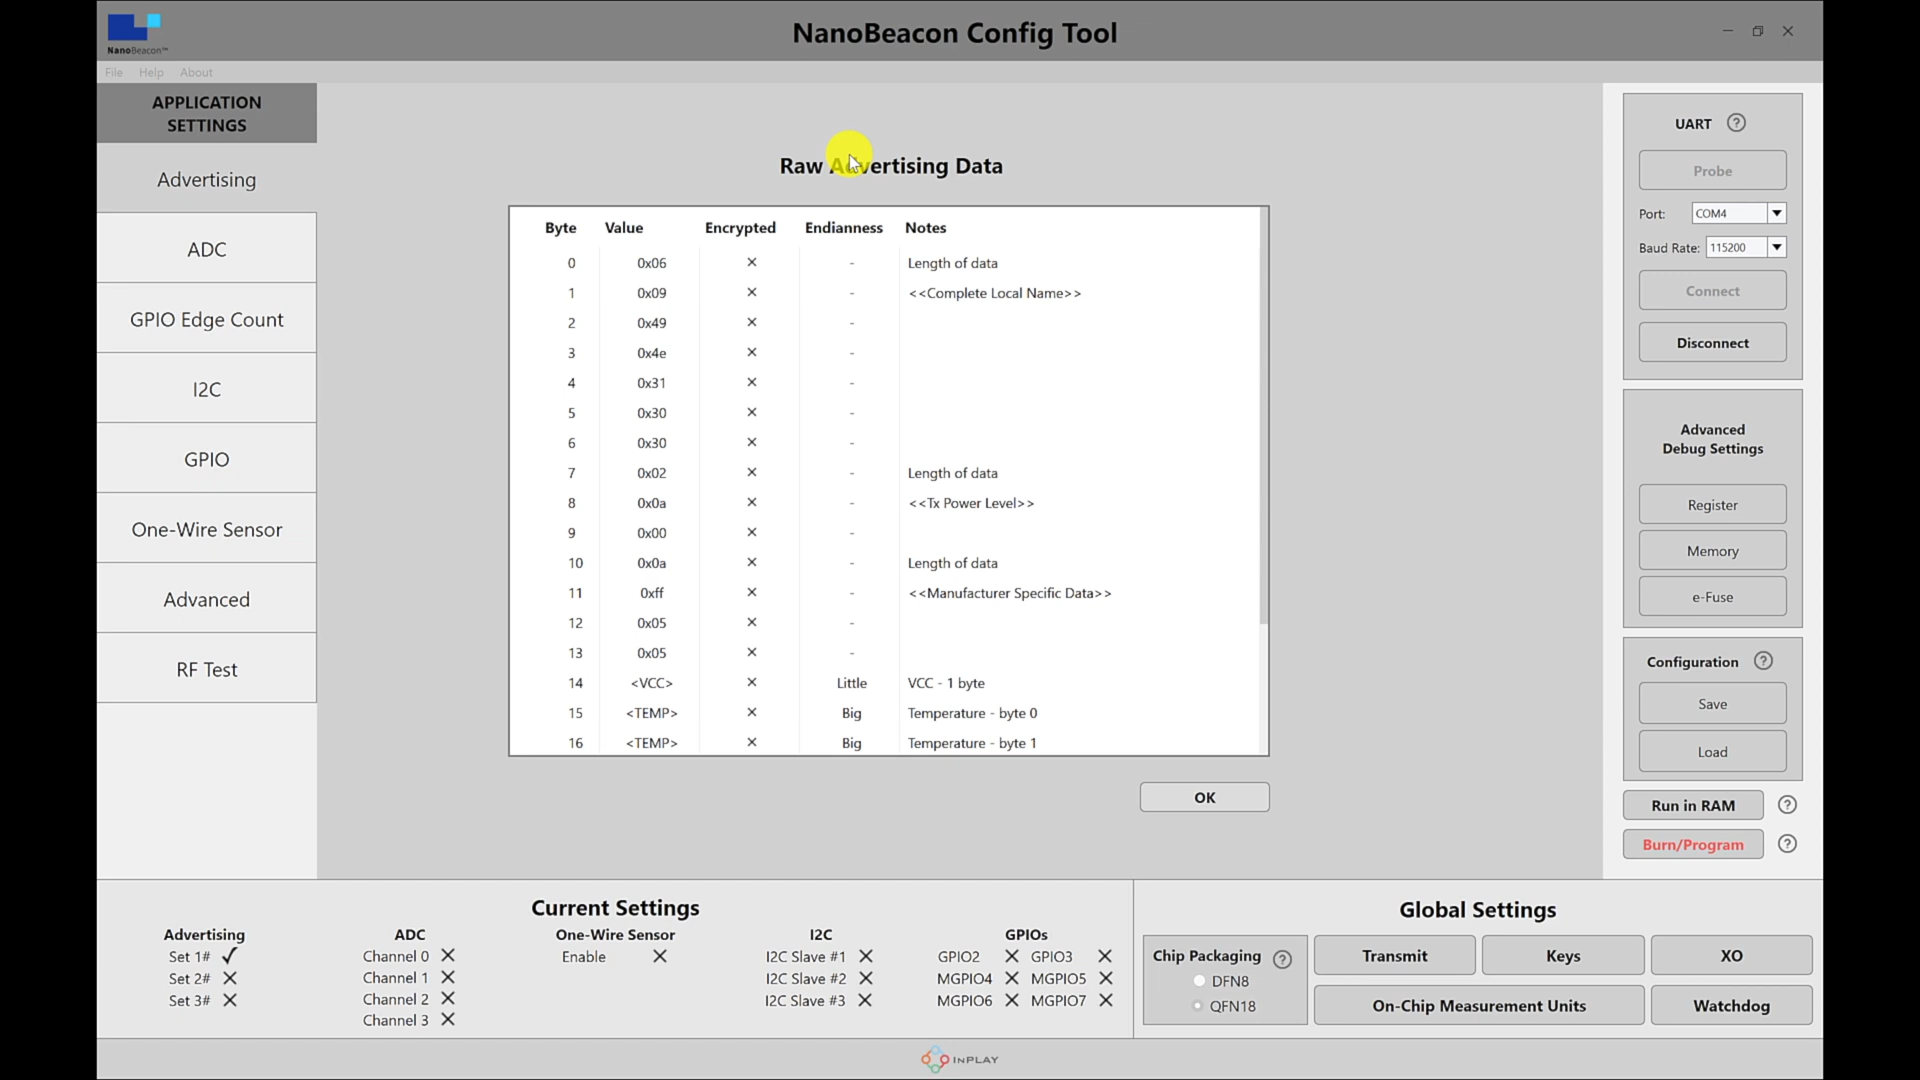 NanoBeacon Config Tool
NanoBeacon™
File Help About
APPLICATION
SETTINGS
Advertising
ADC
GPIO Edge Count
I2C
GPIO
One-Wire Sensor
Advanced
RF Test
Raw Advertising Data
Byte Value Encrypted Endianness Notes
0 0x06 × - Length of data
1 0x09 × - <<Complete Local Name>>
2 0x49 × -
3 0x4e × -
4 0x31 × -
5 0x30 × -
6 0x30 × -
7 0x02 × - Length of data
8 0x0a × - <<Tx Power Level>>
9 0x00 × -
10 0x0a × - Length of data
11 0xff × - <<Manufacturer Specific Data>>
12 0x05 × -
13 0x05 × -
14 <VCC> × Little VCC - 1 byte
15 <TEMP> × Big Temperature - byte 0
16 <TEMP> × Big Temperature - byte 1
OK
UART ?
Probe
Port: COM4
Baud Rate: 115200
Connect
Disconnect
Advanced
Debug Settings
Register
Memory
e-Fuse
Configuration ?
Save
Load
Run in RAM ?
Burn/Program ?
Current Settings
Advertising
Set 1# ✓
Set 2# ×
Set 3# ×
ADC
Channel 0 ×
Channel 1 ×
Channel 2 ×
Channel 3 ×
One-Wire Sensor
Enable ×
I2C
I2C Slave #1 ×
I2C Slave #2 ×
I2C Slave #3 ×
GPIOs
GPIO2 × GPIO3 ×
MGPIO4 × MGPIO5 ×
MGPIO6 × MGPIO7 ×
Global Settings
Chip Packaging ?
DFN8
QFN18
Transmit
Keys
XO
On-Chip Measurement Units
Watchdog
INPLAY